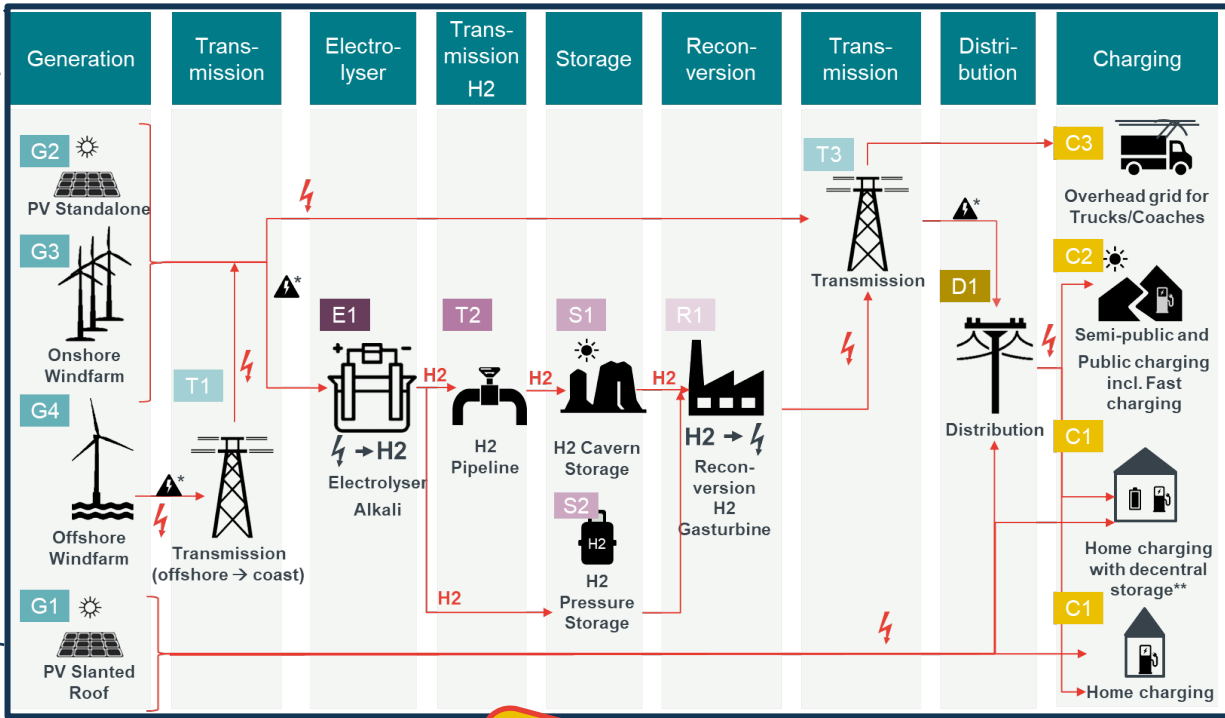 Generation
Trans-
mission
Electro-
lyser
Trans-
mission
H2
Storage
Recon-
version
Trans-
mission
Distri-
bution
Charging
G2
PV Standalone
G3
Onshore
Windfarm
G4
*
Offshore
Windfarm
G1
PV Slanted
Roof
T1
Transmission
(offshore → coast)
*
E1
+
-
→ H2
Electrolyser
Alkali
H2
H2
T2
H2
Pipeline
H2
S1
H2 Cavern
Storage
S2
H2
H2
Pressure
Storage
H2
R1
H2 →
Recon-
version
H2
Gasturbine
T3
Transmission
*
D1
Distribution
C3
Overhead grid for
Trucks/Coaches
C2
Semi-public and
Public charging
incl. Fast
charging
C1
Home charging
with decentral
storage**
C1
Home charging